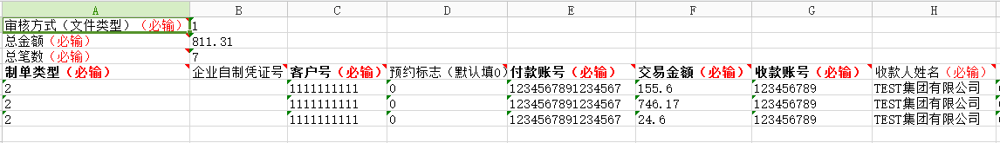 A B C D E F G H
审核方式（文件类型）（必输） 1
总金额（必输） 811.31
总笔数（必输） 7
制单类型（必输） 企业自制凭证号 客户号（必输） 预约标志（默认填0） 付款账号（必输） 交易金额（必输） 收款账号（必输） 收款人姓名（必输）
2 1111111111 0 1234567891234567 155.6 123456789 TEST集团有限公司
2 1111111111 0 1234567891234567 746.17 123456789 TEST集团有限公司
2 1111111111 0 1234567891234567 24.6 123456789 TEST集团有限公司